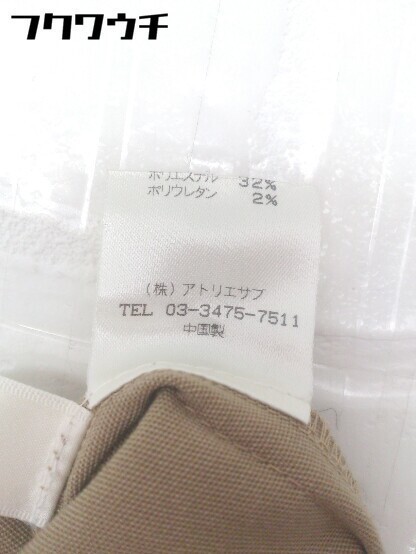 フクワウチ
ポリエステル 32%
ポリウレタン 2%
(株)アトリエサブ
TEL 03-3475-7511
中国製